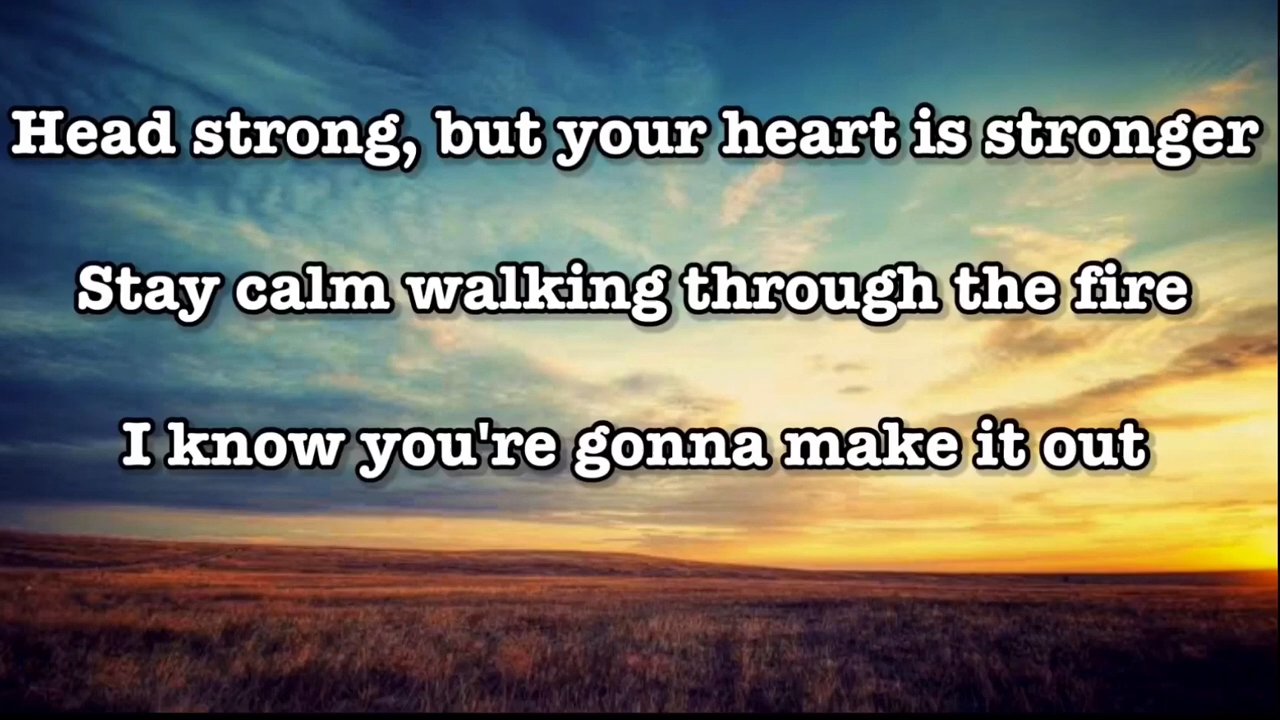 Head strong, but your heart is stronger
Stay calm walking through the fire
I know you're gonna make it out